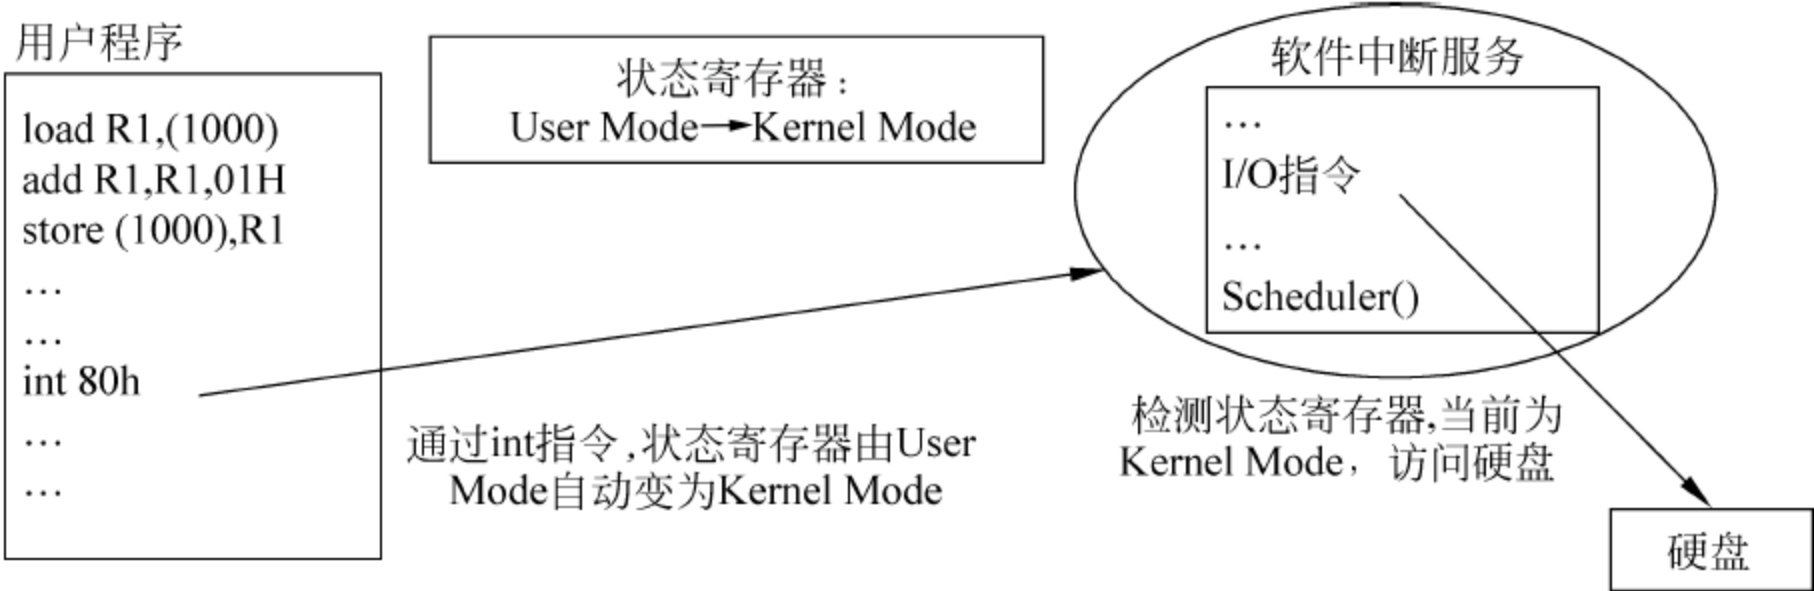 用户程序
load R1,(1000)
add R1,R1,01H
store (1000),R1
…
…
int 80h
…
…
状态寄存器：
User Mode→Kernel Mode
通过int指令,状态寄存器由User
Mode自动变为Kernel Mode
软件中断服务
…
I/O指令
…
Scheduler()
检测状态寄存器,当前为
Kernel Mode，访问硬盘
硬盘